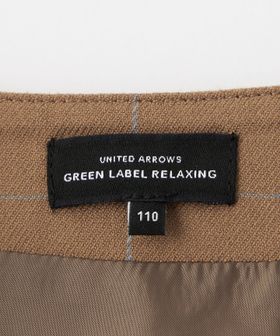 UNITED ARROWS
GREEN LABEL RELAXING
110